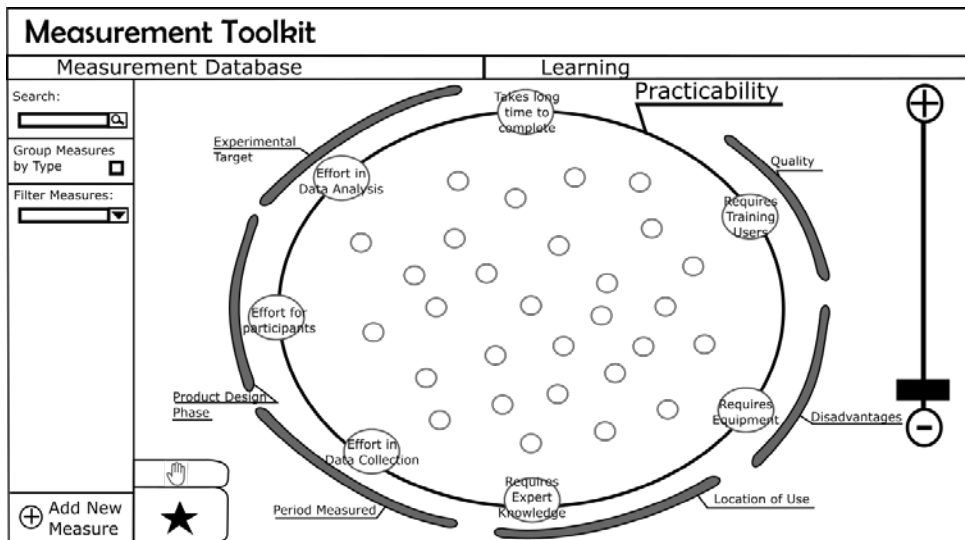 Measurement Toolkit
Measurement Database
Learning
Search:
Group Measures
by Type
Filter Measures:
Add New
Measure
Practicability
Takes long
time to
complete
Experimental
Target
Effort in
Data Analysis
Quality
Requires
Training
Users
Effort for
participants
Product Design
Phase
Requires
Equipment
Disadvantages
Effort in
Data Collection
Period Measured
Requires
Expert
Knowledge
Location of Use